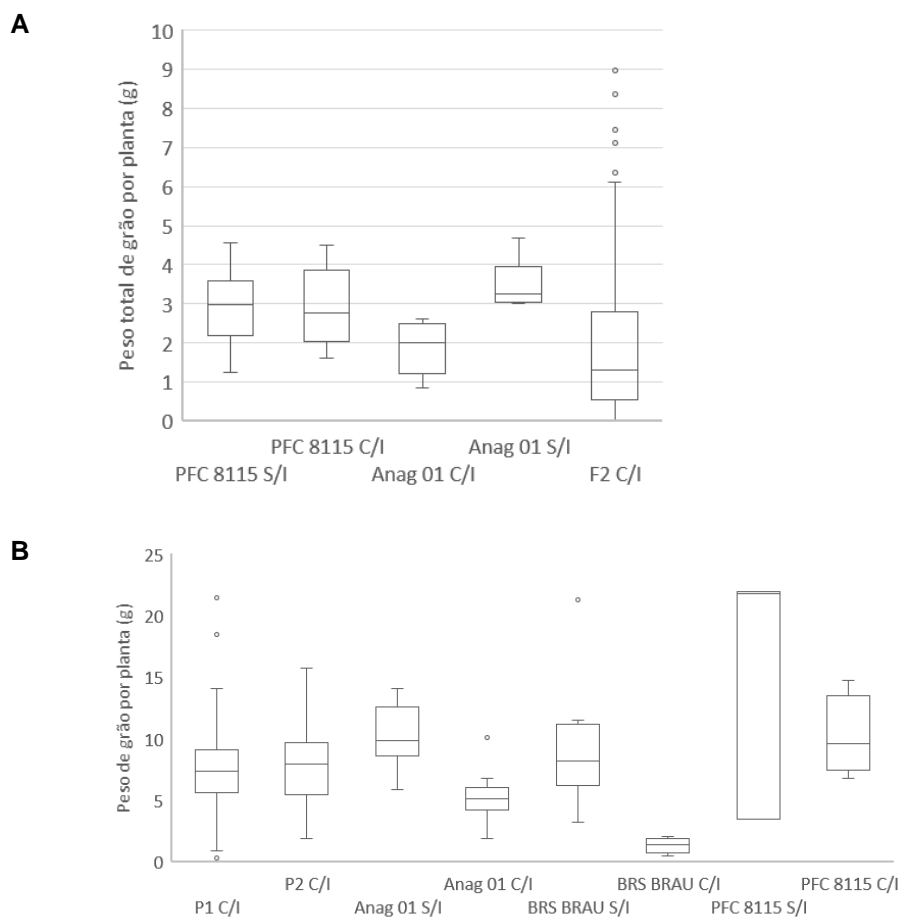 A
Peso total de grão por planta (g)
10
9
8
7
6
5
4
3
2
1
0
PFC 8115 C/I
Anag 01 S/I
PFC 8115 S/I
Anag 01 C/I
F2 C/I
B
Peso de grão por planta (g)
25
20
15
10
5
0
P2 C/I
Anag 01 C/I
BRS BRAU C/I
PFC 8115 C/I
P1 C/I
Anag 01 S/I
BRS BRAU S/I
PFC 8115 S/I